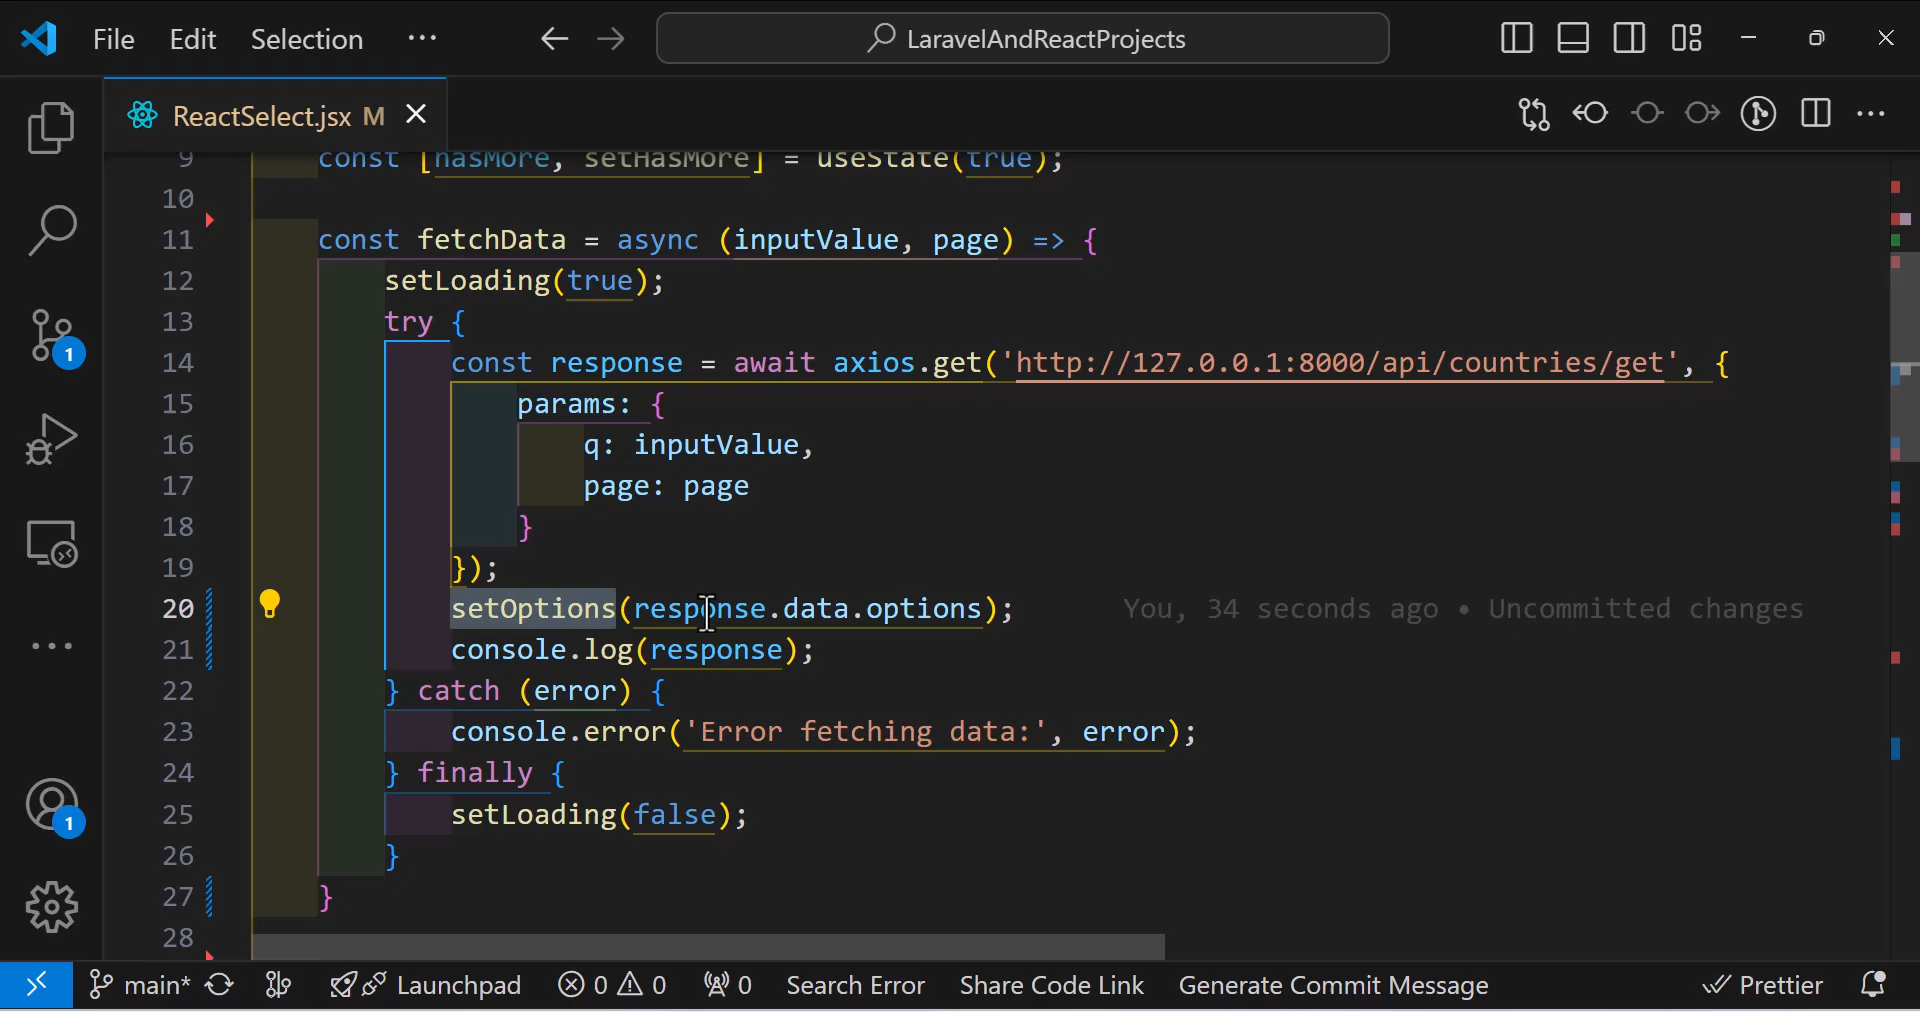 File Edit Selection ··· LaravelAndReactProjects
ReactSelect.jsx M
9 const [hasMore, setHasMore] = useState(true);
10
11 const fetchData = async (inputValue, page) => {
12 setLoading(true);
13 try {
14 const response = await axios.get('http://127.0.0.1:8000/api/countries/get', {
15 params: {
16 q: inputValue,
17 page: page
18 }
19 });
20 setOptions(response.data.options); You, 34 seconds ago • Uncommitted changes
21 console.log(response);
22 } catch (error) {
23 console.error('Error fetching data:', error);
24 } finally {
25 setLoading(false);
26 }
27 }
28
1
1
main* Launchpad 0 0 0 Search Error Share Code Link Generate Commit Message Prettier